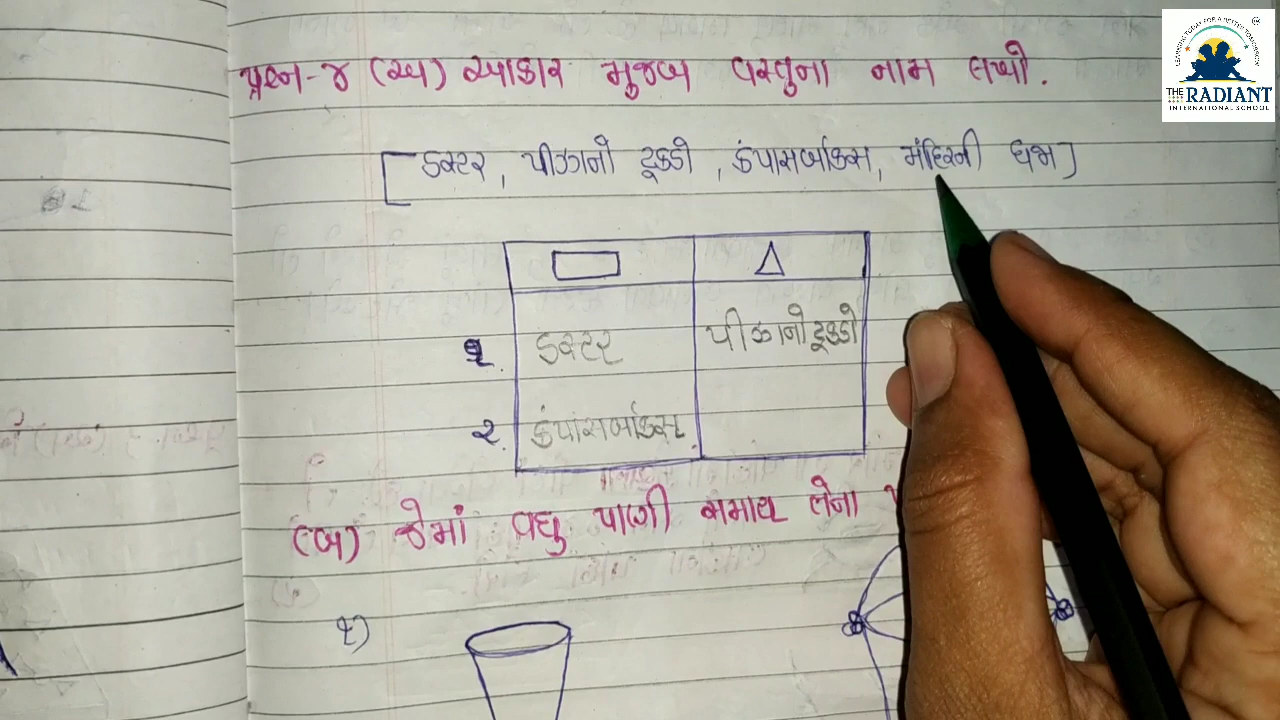 પ્રશ્ન-૪ (અ) આકાર મુજબ વસ્તુના નામ લખો.
[ ડસ્ટર, પીઝાનો ટૂકડો, કંપાસબોક્સ, મંદિરની ધજા ]
૧. ડસ્ટર પીઝાનો ટૂકડો
૨. કંપાસબોક્સ
(બ) જેમાં વધુ પાણી સમાય તેના
૧)
THE RADIANT
INTERNATIONAL SCHOOL